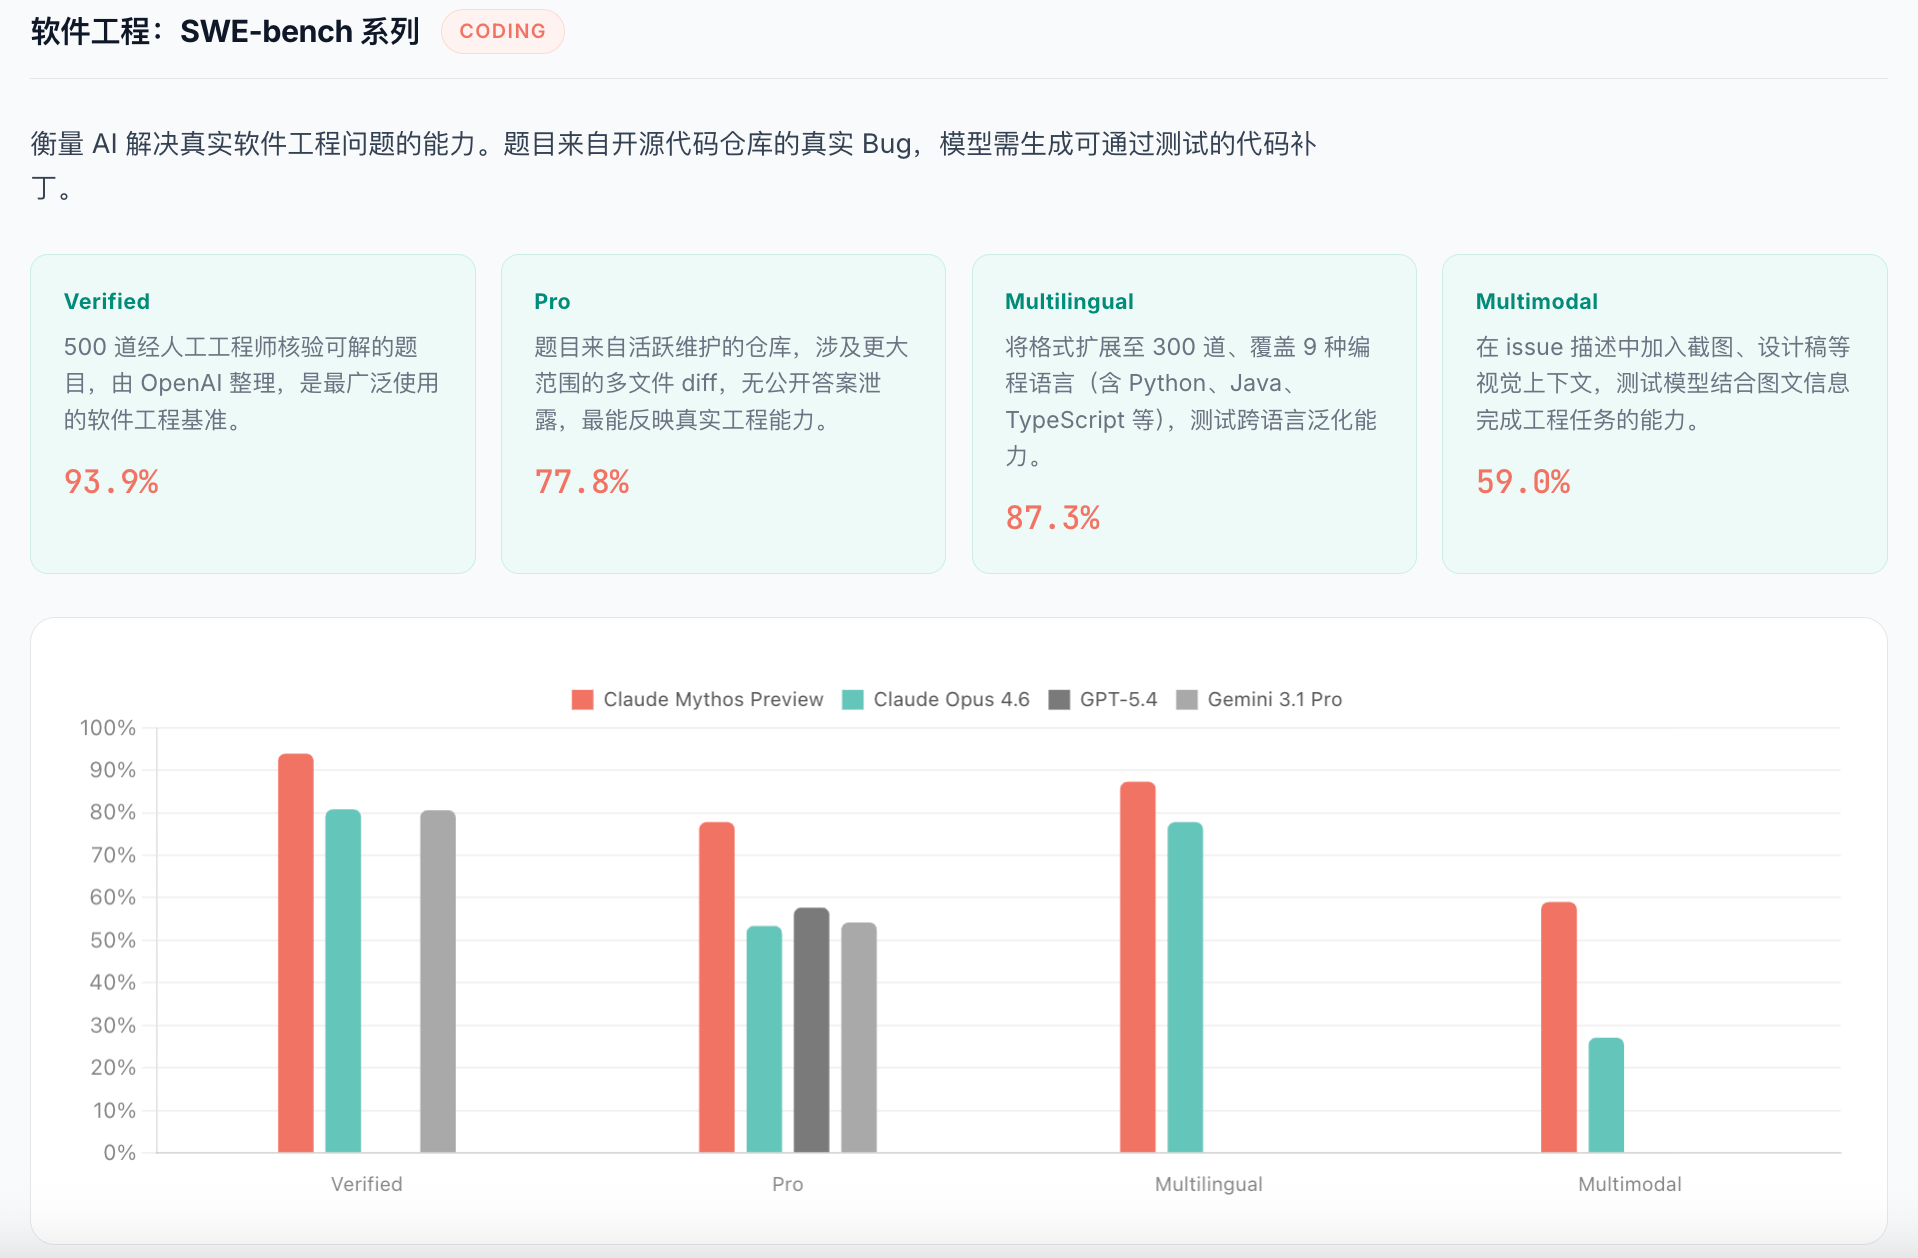 软件工程：SWE-bench 系列
CODING
衡量 AI 解决真实软件工程问题的能力。题目来自开源代码仓库的真实 Bug，模型需生成可通过测试的代码补
丁。
Verified
500 道经人工工程师核验可解的题
目，由 OpenAI 整理，是最广泛使用
的软件工程基准。
93.9%
Pro
题目来自活跃维护的仓库，涉及更大
范围的多文件 diff，无公开答案泄
露，最能反映真实工程能力。
77.8%
Multilingual
将格式扩展至 300 道、覆盖 9 种编
程语言（含 Python、Java、
TypeScript 等），测试跨语言泛化能
力。
87.3%
Multimodal
在 issue 描述中加入截图、设计稿等
视觉上下文，测试模型结合图文信息
完成工程任务的能力。
59.0%
Claude Mythos Preview
Claude Opus 4.6
GPT-5.4
Gemini 3.1 Pro
100%
90%
80%
70%
60%
50%
40%
30%
20%
10%
0%
Verified
Pro
Multilingual
Multimodal